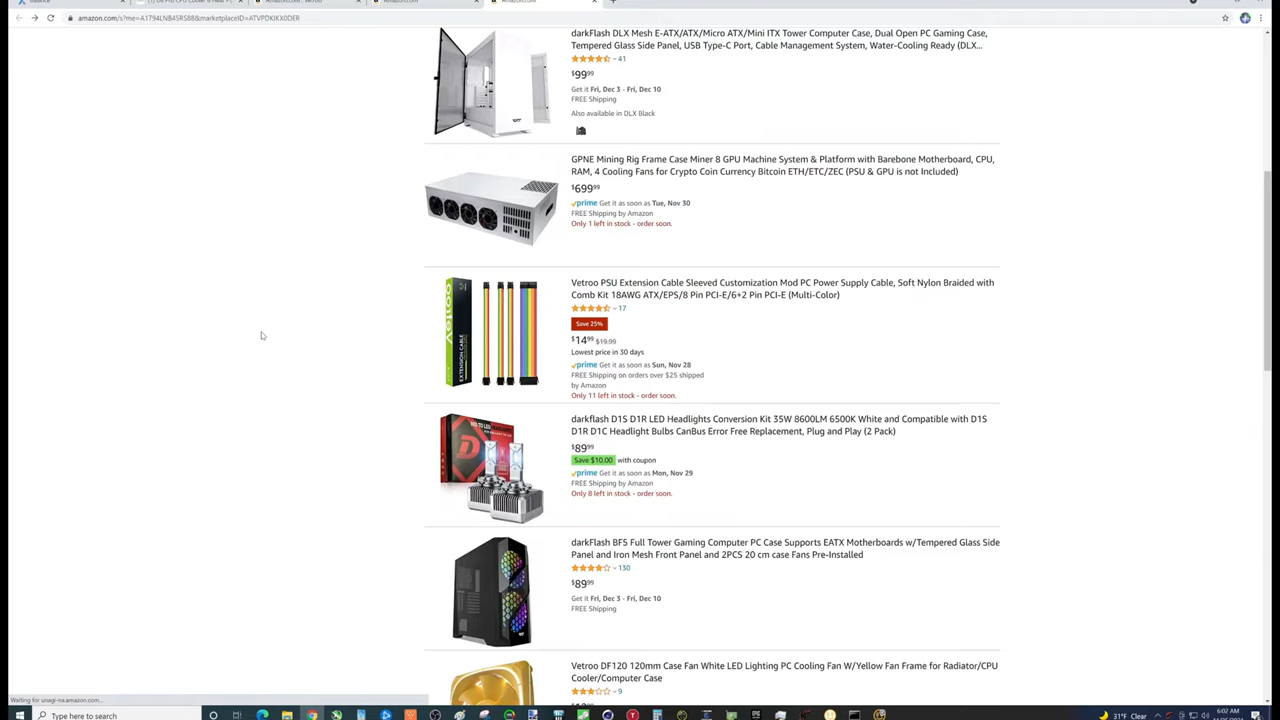 Amazon.com : vetroo
Amazon.com
Amazon.com
amazon.com/s?me=A1794LNB4SRS88&marketplaceID=ATVPDKIKX0DER
darkFlash DLX Mesh E-ATX/ATX/Micro ATX/Mini ITX Tower Computer Case, Dual Open PC Gaming Case,
Tempered Glass Side Panel, USB Type-C Port, Cable Management System, Water-Cooling Ready (DLX...
41
$99.99
Get it Fri, Dec 3 - Fri, Dec 10
FREE Shipping
Also available in DLX Black
GPNE Mining Rig Frame Case Miner 8 GPU Machine System & Platform with Barebone Motherboard, CPU,
RAM, 4 Cooling Fans for Crypto Coin Currency Bitcoin ETH/ETC/ZEC (PSU & GPU is not Included)
$699.99
prime Get it as soon as Tue, Nov 30
FREE Shipping by Amazon
Only 1 left in stock - order soon.
Vetroo
EXTENSION CABLE
Vetroo PSU Extension Cable Sleeved Customization Mod PC Power Supply Cable, Soft Nylon Braided with
Comb Kit 18AWG ATX/EPS/8 Pin PCI-E/6+2 Pin PCI-E (Multi-Color)
17
Save 25%
$14.99 $19.99
Lowest price in 30 days
prime Get it as soon as Sun, Nov 28
FREE Shipping on orders over $25 shipped
by Amazon
Only 11 left in stock - order soon.
darkflash D1S D1R LED Headlights Conversion Kit 35W 8600LM 6500K White and Compatible with D1S
D1R D1C Headlight Bulbs CanBus Error Free Replacement, Plug and Play (2 Pack)
$89.99
Save $10.00 with coupon
prime Get it as soon as Mon, Nov 29
FREE Shipping by Amazon
Only 8 left in stock - order soon.
darkFlash BF5 Full Tower Gaming Computer PC Case Supports EATX Motherboards w/Tempered Glass Side
Panel and Iron Mesh Front Panel and 2PCS 20 cm case Fans Pre-Installed
130
$89.99
Get it Fri, Dec 3 - Fri, Dec 10
FREE Shipping
Vetroo DF120 120mm Case Fan White LED Lighting PC Cooling Fan W/Yellow Fan Frame for Radiator/CPU
Cooler/Computer Case
9
Waiting for unagi-na.amazon.com...
Type here to search
31°F Clear
6:02 AM